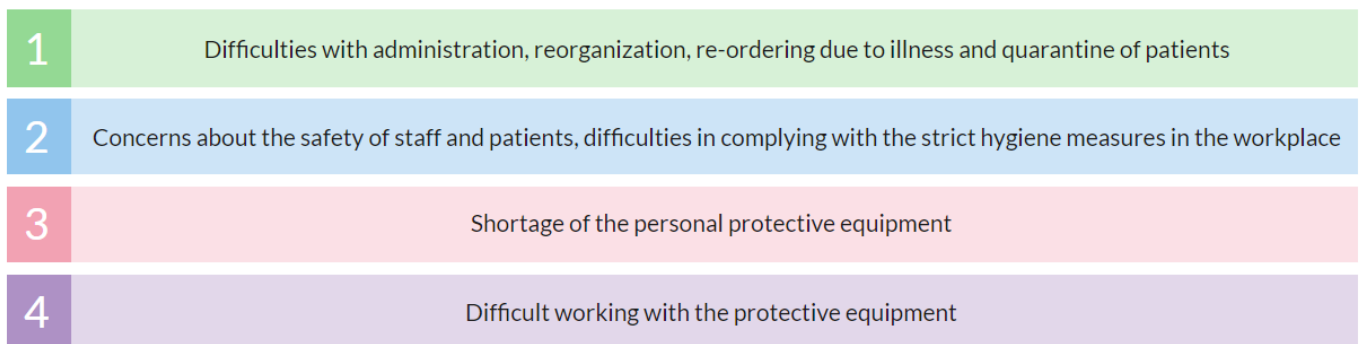 1 Difficulties with administration, reorganization, re-ordering due to illness and quarantine of patients
2 Concerns about the safety of staff and patients, difficulties in complying with the strict hygiene measures in the workplace
3 Shortage of the personal protective equipment
4 Difficult working with the protective equipment